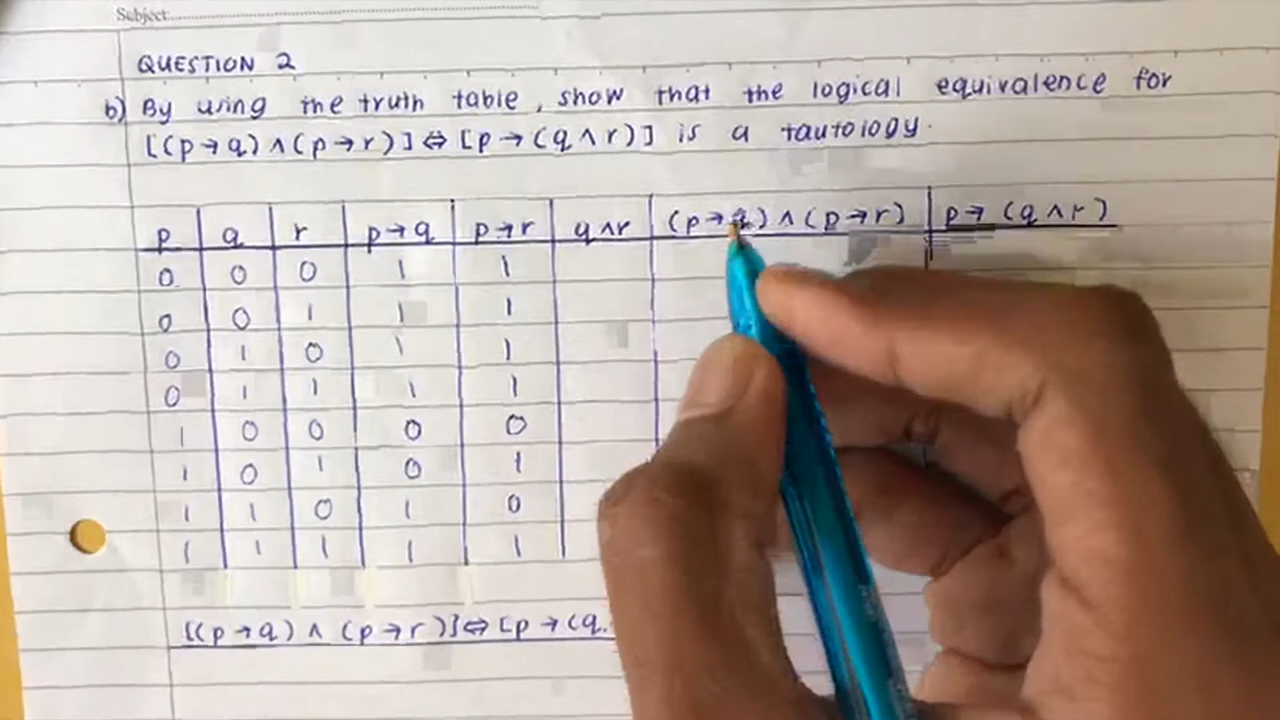 Subject:
QUESTION 2
b) By using the truth table, show that the logical equivalence for
[(p→q)∧(p→r)]⇔[p→(q∧r)] is a tautology.
p q r p→q p→r q∧r (p→q)∧(p→r) p→(q∧r)
0 0 0 1 1
0 0 1 1 1
0 1 0 1 1
0 1 1 1 1
1 0 0 0 0
1 0 1 0 1
1 1 0 1 0
1 1 1 1 1
[(p→q)∧(p→r)]⇔[p→(q